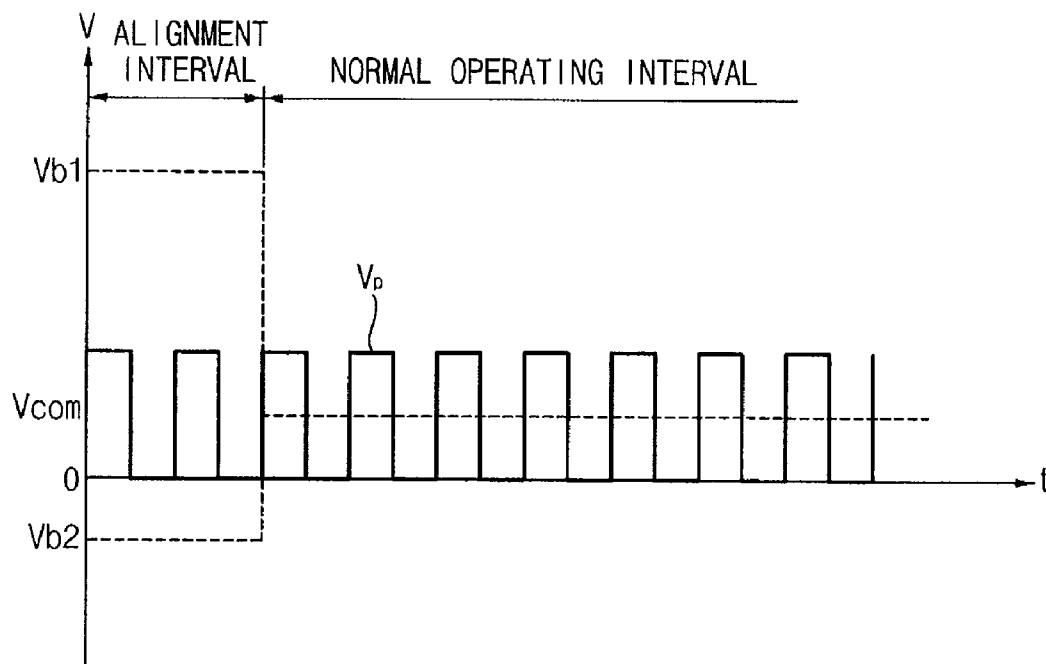 V ALIGNMENT
INTERVAL
NORMAL OPERATING INTERVAL
Vb1
Vp
Vcom
0
t
Vb2